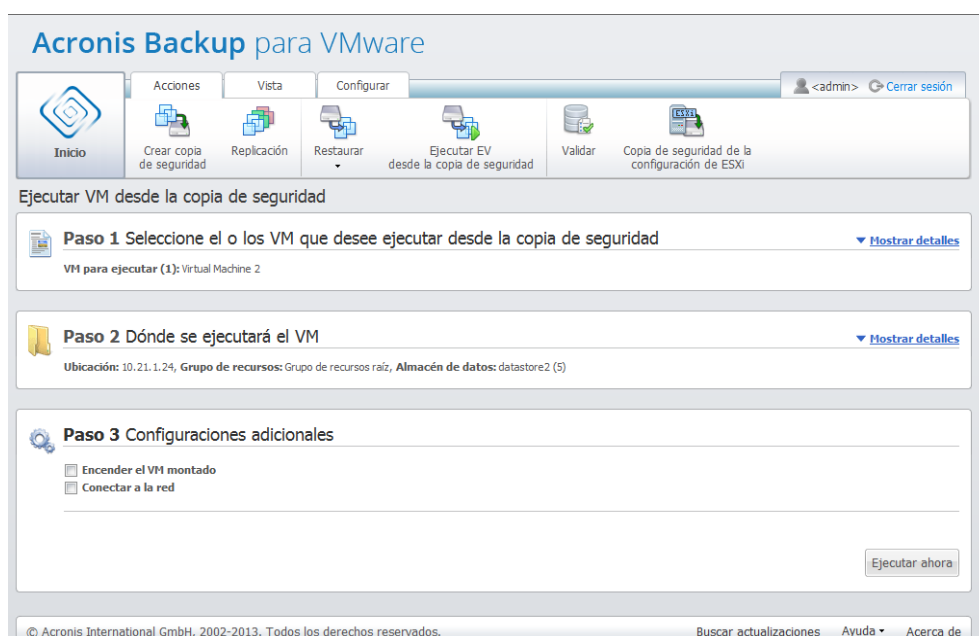 Acronis Backup para VMware
Acciones
Vista
Configurar
<admin>
Cerrar sesión
Inicio
Crear copia
de seguridad
Replicación
Restaurar
Ejecutar EV
desde la copia de seguridad
Validar
ESXi
Copia de seguridad de la
configuración de ESXi
Ejecutar VM desde la copia de seguridad
Paso 1 Seleccione el o los VM que desee ejecutar desde la copia de seguridad
Mostrar detalles
VM para ejecutar (1): Virtual Machine 2
Paso 2 Dónde se ejecutará el VM
Mostrar detalles
Ubicación: 10.21.1.24, Grupo de recursos: Grupo de recursos raíz, Almacén de datos: datastore2 (5)
Paso 3 Configuraciones adicionales
Encender el VM montado
Conectar a la red
Ejecutar ahora
© Acronis International GmbH, 2002-2013. Todos los derechos reservados.
Buscar actualizaciones
Ayuda
Acerca de